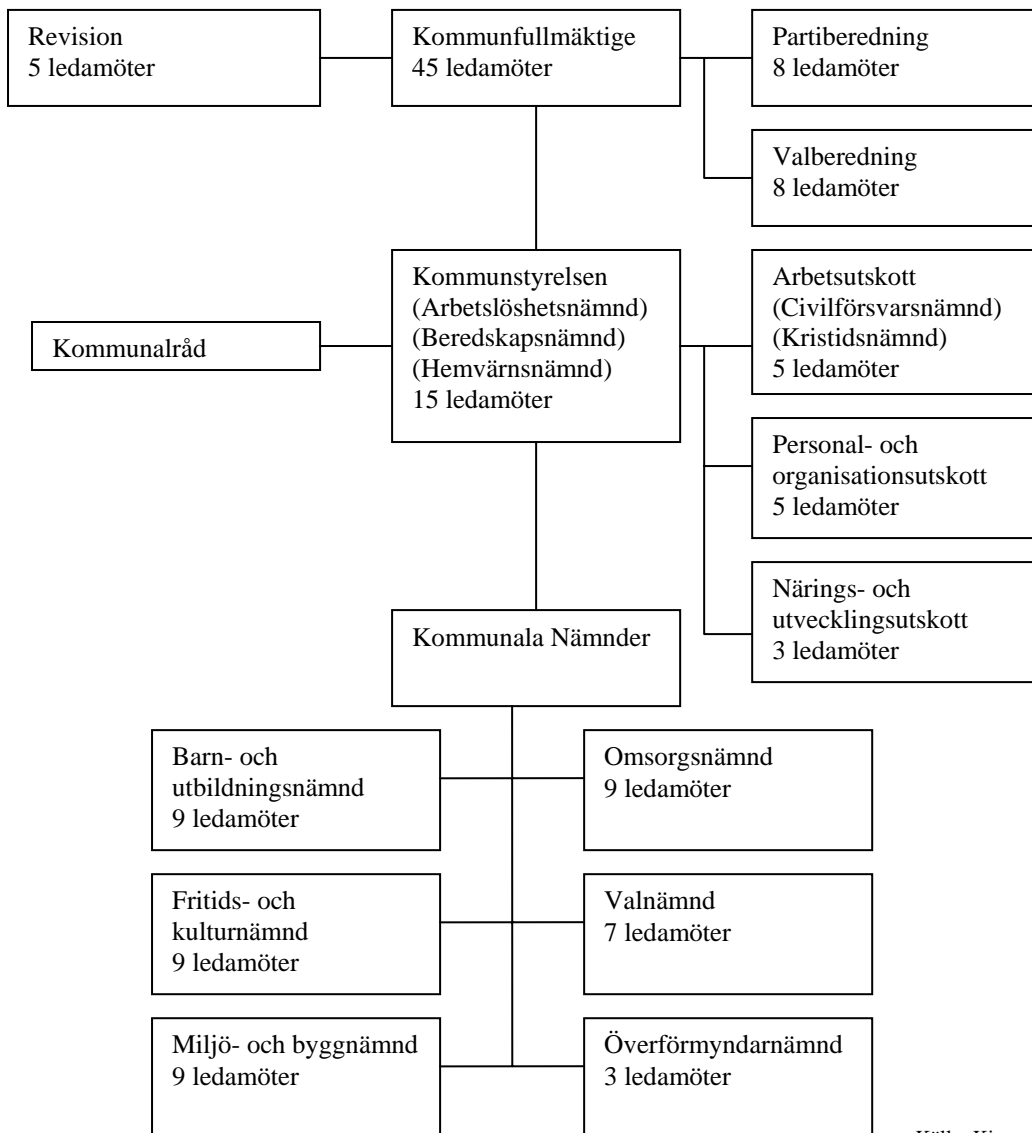 Revision
5 ledamöter
Kommunfullmäktige
45 ledamöter
Partiberedning
8 ledamöter
Valberedning
8 ledamöter
Kommunalråd
Kommunstyrelsen
(Arbetslöshetsnämnd)
(Beredskapsnämnd)
(Hemvärnsnämnd)
15 ledamöter
Arbetsutskott
(Civilförsvarsnämnd)
(Kristidsnämnd)
5 ledamöter
Personal- och
organisationsutskott
5 ledamöter
Närings- och
utvecklingsutskott
3 ledamöter
Kommunala Nämnder
Barn- och
utbildningsnämnd
9 ledamöter
Omsorgsnämnd
9 ledamöter
Fritids- och
kulturnämnd
9 ledamöter
Valnämnd
7 ledamöter
Miljö- och byggnämnd
9 ledamöter
Överförmyndarnämnd
3 ledamöter